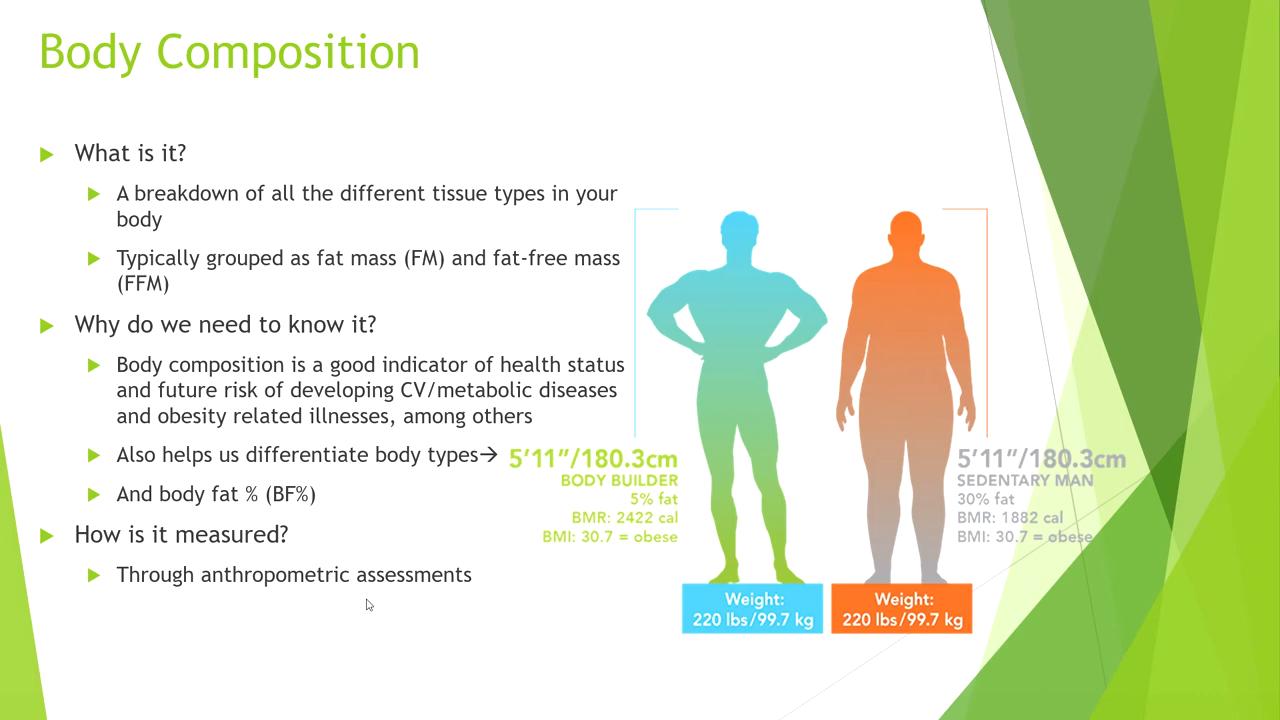 Body Composition
What is it?
A breakdown of all the different tissue types in your
body
Typically grouped as fat mass (FM) and fat-free mass
(FFM)
Why do we need to know it?
Body composition is a good indicator of health status
and future risk of developing CV/metabolic diseases
and obesity related illnesses, among others
Also helps us differentiate body types→
And body fat % (BF%)
How is it measured?
Through anthropometric assessments
5’11”/180.3cm
BODY BUILDER
5% fat
BMR: 2422 cal
BMI: 30.7 = obese
Weight:
220 lbs/99.7 kg
5’11”/180.3cm
SEDENTARY MAN
30% fat
BMR: 1882 cal
BMI: 30.7 = obese
Weight:
220 lbs/99.7 kg